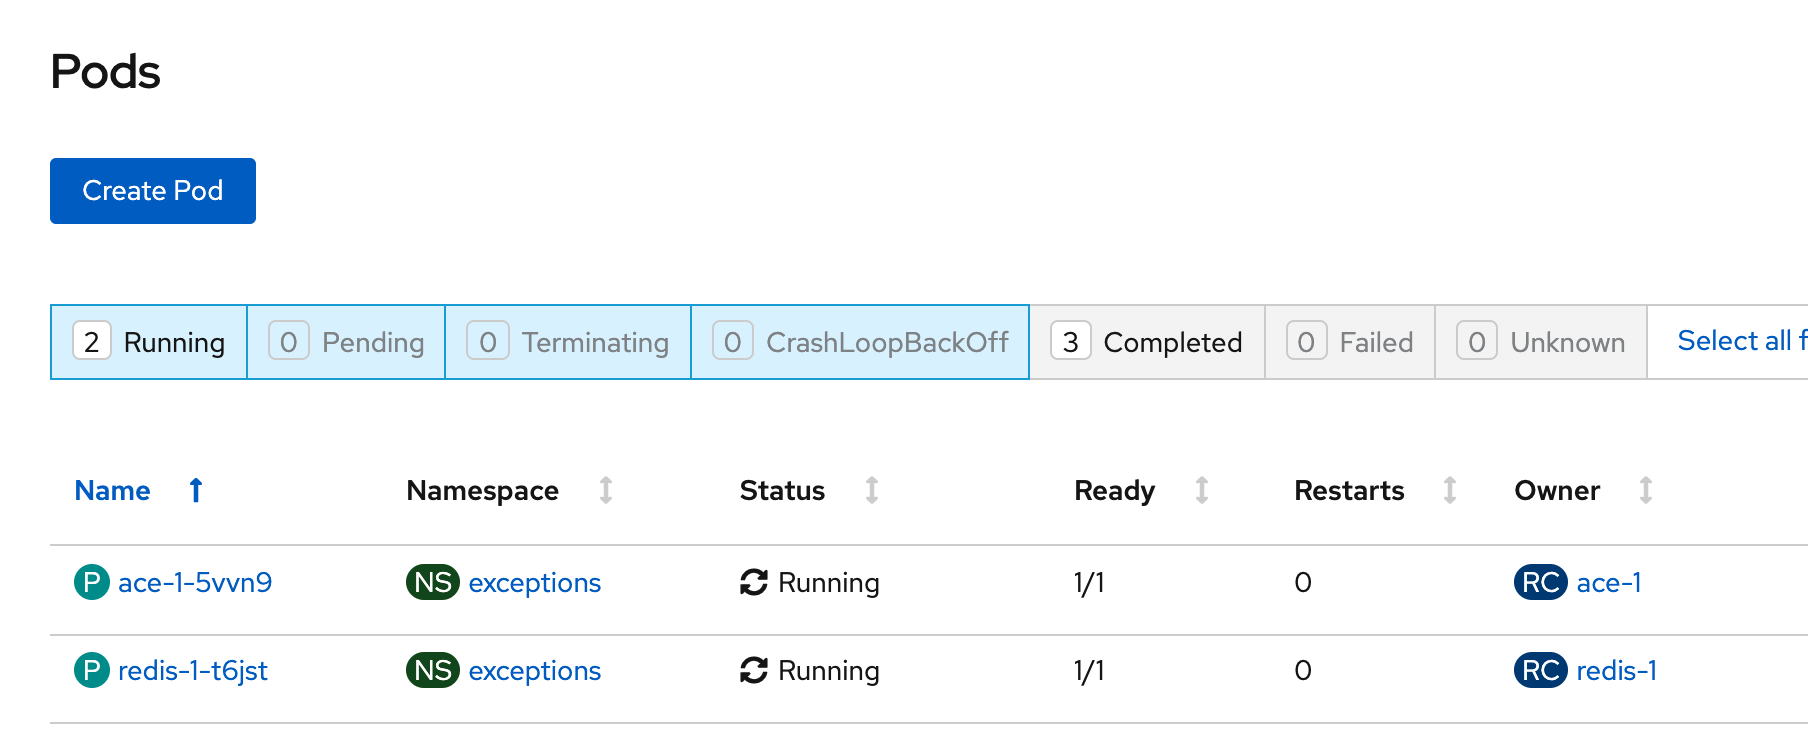 Pods
Create Pod
2 Running 0 Pending 0 Terminating 0 CrashLoopBackOff 3 Completed 0 Failed 0 Unknown Select all f
Name Namespace Status Ready Restarts Owner
P ace-1-5vvn9 NS exceptions Running 1/1 0 RC ace-1
P redis-1-t6jst NS exceptions Running 1/1 0 RC redis-1